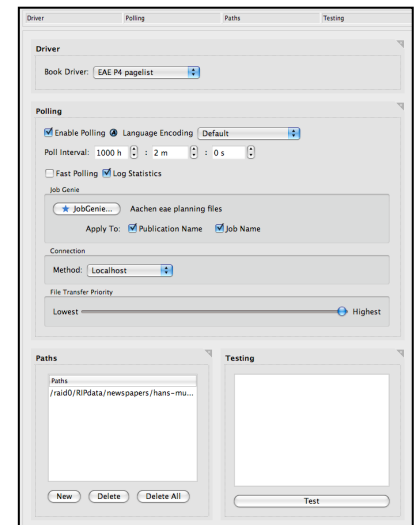 Driver Polling Paths Testing
Driver
Book Driver: EAE P4 pagelist
Polling
Enable Polling Language Encoding Default
Poll Interval: 1000 h : 2 m : 0 s
Fast Polling Log Statistics
Job Genie
JobGenie... Aachen eae planning files
Apply To: Publication Name Job Name
Connection
Method: Localhost
File Transfer Priority
Lowest Highest
Paths Testing
Paths
/raid0/RIPdata/newspapers/hans-mu...
New Delete Delete All Test